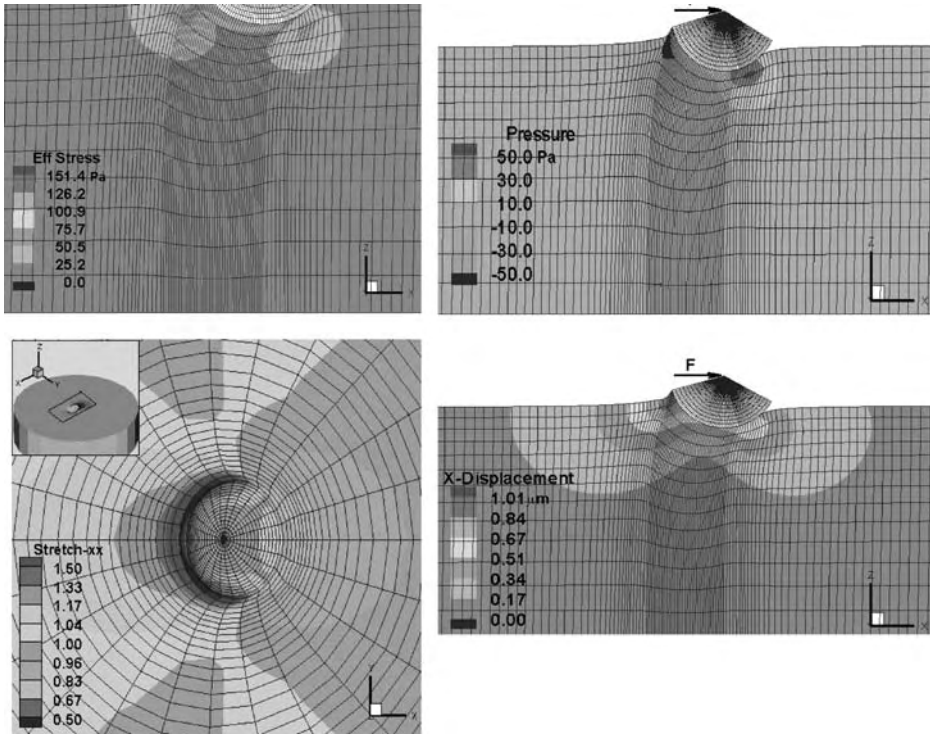 Eff Stress
151.4 Pa
126.2
100.9
75.7
50.5
25.2
0.0
Z
X
Pressure
50.0 Pa
30.0
10.0
-10.0
-30.0
-50.0
Z
X
Z
X
Y
Stretch-xx
1.50
1.33
1.17
1.04
1.00
0.96
0.83
0.67
0.50
Y
X
F
X-Displacement
1.01 µm
0.84
0.67
0.51
0.34
0.17
0.00
Z
X